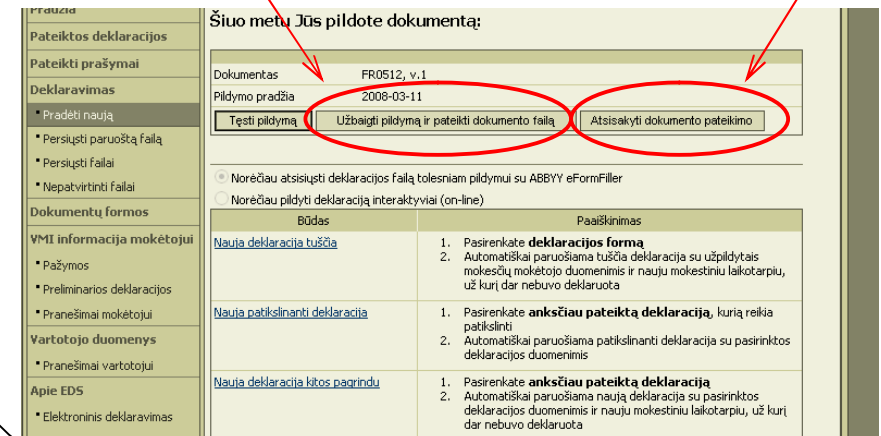 Pradžia
Pateiktos deklaracijos
Pateikti prašymai
Deklaravimas
Pradėti naują
Persiųsti paruoštą failą
Persiųsti failai
Nepatvirtinti failai
Dokumentų formos
VMI informacija mokėtojui
Pažymos
Preliminarios deklaracijos
Pranešimai mokėtojui
Vartotojo duomenys
Pranešimai vartotojui
Apie EDS
Elektroninis deklaravimas
Šiuo metu Jūs pildote dokumentą:
Dokumentas FR0512, v.1
Pildymo pradžia 2008-03-11
Tęsti pildymą Užbaigti pildymą ir pateikti dokumento failą Atsisakyti dokumento pateikimo
Norėčiau atsisiųsti deklaracijos failą tolesniam pildymui su ABBYY eFormFiller
Norėčiau pildyti deklaraciją interaktyviai (on-line)
Būdas Paaiškinimas
Nauja deklaracija tuščia
1. Pasirenkate deklaracijos formą
2. Automatiškai paruošiama tuščia deklaracija su užpildytais
mokesčių mokėtojo duomenimis ir nauju mokestiniu laikotarpiu,
už kurį dar nebuvo deklaruota
Nauja patikslinanti deklaracija
1. Pasirenkate anksčiau pateiktą deklaraciją, kurią reikia
patikslinti
2. Automatiškai paruošiama patikslinanti deklaracija su pasirinktos
deklaracijos duomenimis
Nauja deklaracija kitos pagrindu
1. Pasirenkate anksčiau pateiktą deklaraciją
2. Automatiškai paruošiama naują deklaracija su pasirinktos
deklaracijos duomenimis ir nauju mokestiniu laikotarpiu, už kurį
dar nebuvo deklaruota